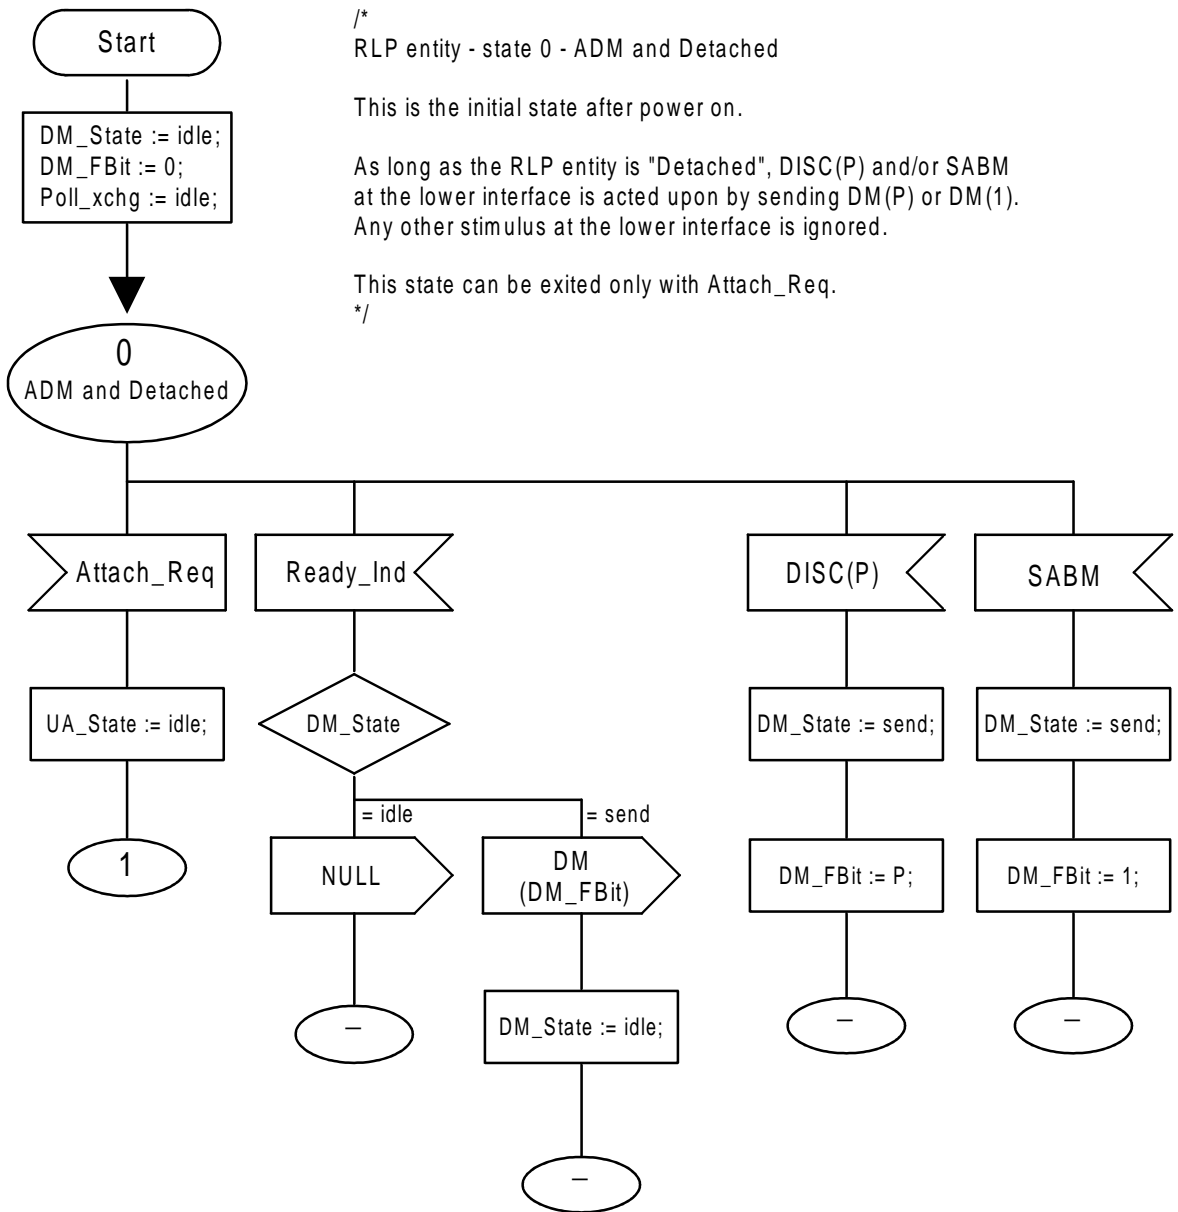 Start
/*
RLP entity - state 0 - ADM and Detached
This is the initial state after power on.
As long as the RLP entity is "Detached", DISC(P) and/or SABM
at the lower interface is acted upon by sending DM(P) or DM(1).
Any other stimulus at the lower interface is ignored.
This state can be exited only with Attach_Req.
*/
DM_State := idle;
DM_FBit := 0;
Poll_xchg := idle;
0
ADM and Detached
Attach_Req
Ready_Ind
DISC(P)
SABM
UA_State := idle;
DM_State
DM_State := send;
DM_State := send;
= idle
= send
1
NULL
DM
(DM_FBit)
DM_FBit := P;
DM_FBit := 1;
–
DM_State := idle;
–
–
–